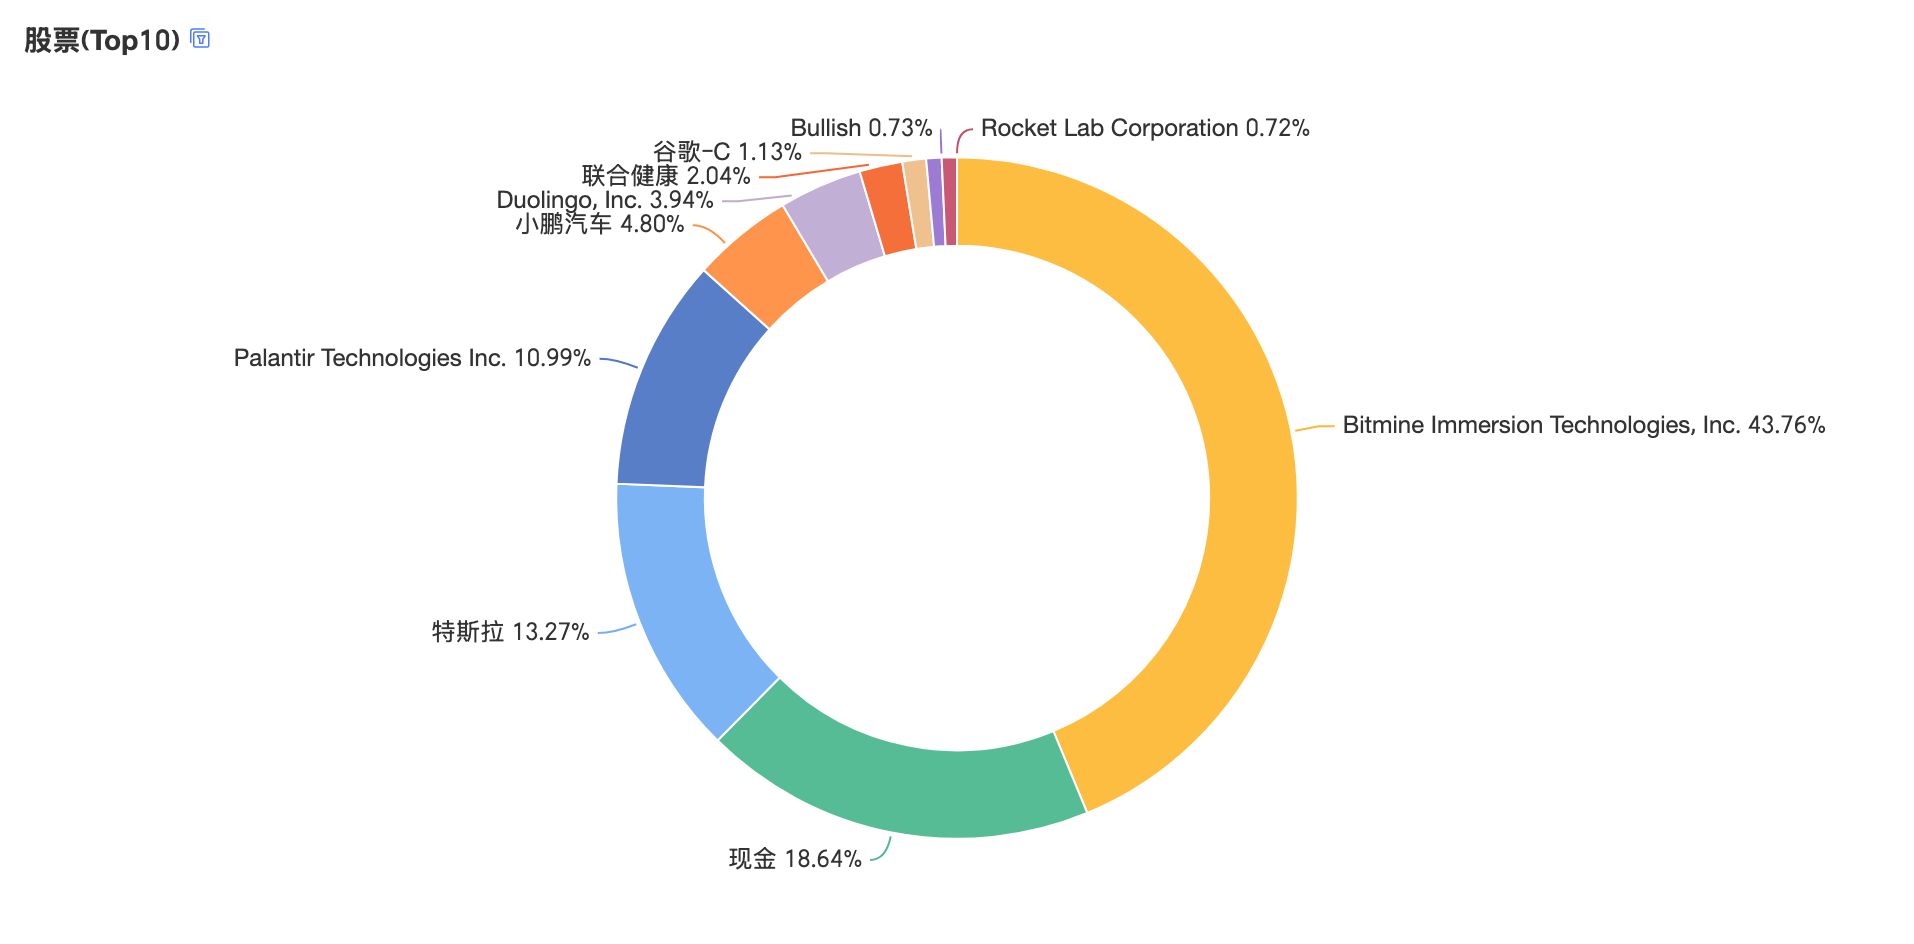 股票(Top10)
Bullish 0.73%
Rocket Lab Corporation 0.72%
谷歌-C 1.13%
联合健康 2.04%
Duolingo, Inc. 3.94%
小鹏汽车 4.80%
Palantir Technologies Inc. 10.99%
Bitmine Immersion Technologies, Inc. 43.76%
特斯拉 13.27%
现金 18.64%